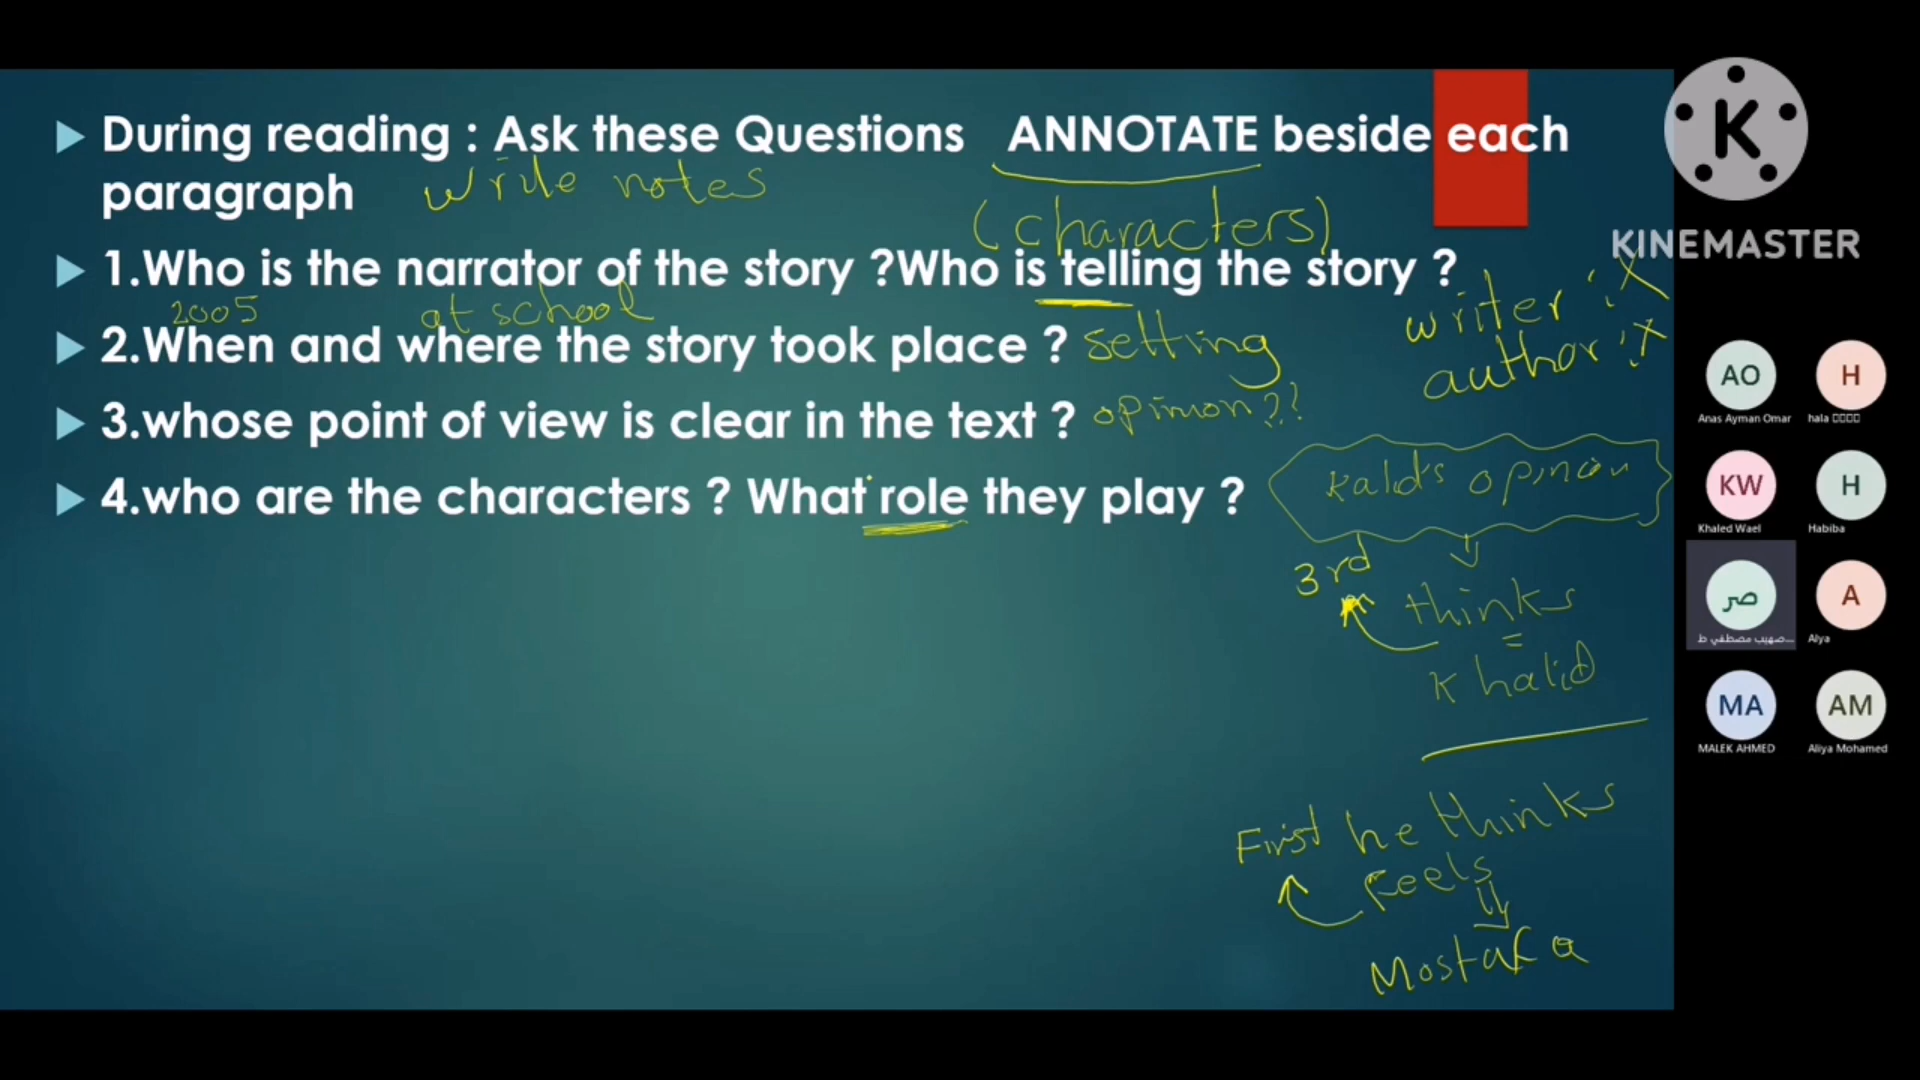 During reading : Ask these Questions ANNOTATE beside each
paragraph
write notes
(characters)
1.Who is the narrator of the story ?Who is telling the story ?
2005
at school
writer : X
author : X
2.When and where the story took place ?
setting
3.whose point of view is clear in the text ?
opinion ??
4.who are the characters ? What role they play ?
Kalid's opinion
3rd
thinks
=
Khalid
First he thinks
Feels
Mostafa
K
KINEMASTER
AO
Anas Ayman Omar
H
hala
KW
Khaled Wael
H
Habiba
صر
صهيب مصطفي ط...
A
Alya
MA
MALEK AHMED
AM
Aliya Mohamed